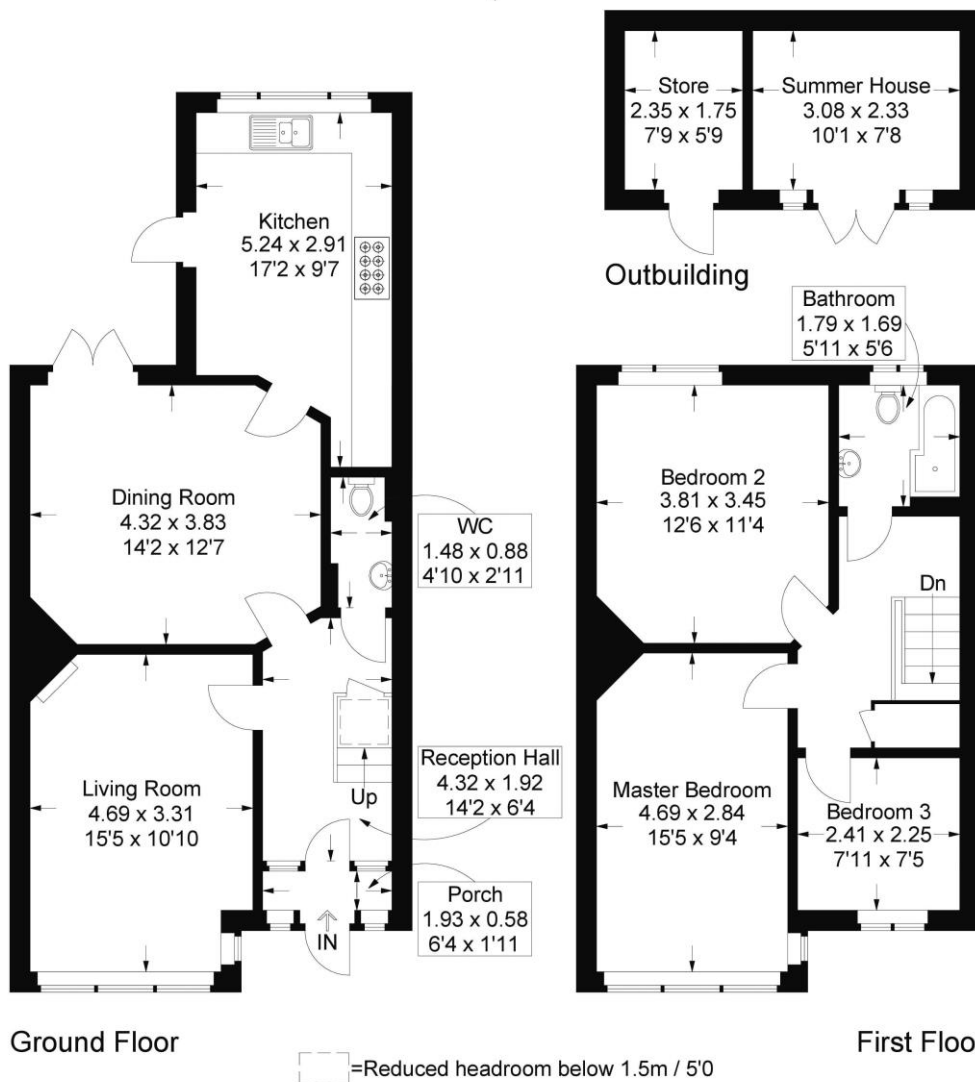 Store
2.35 x 1.75
7'9 x 5'9
Summer House
3.08 x 2.33
10'1 x 7'8
Outbuilding
Kitchen
5.24 x 2.91
17'2 x 9'7
Dining Room
4.32 x 3.83
14'2 x 12'7
WC
1.48 x 0.88
4'10 x 2'11
Living Room
4.69 x 3.31
15'5 x 10'10
Up
Reception Hall
4.32 x 1.92
14'2 x 6'4
Porch
1.93 x 0.58
6'4 x 1'11
IN
Ground Floor
Bathroom
1.79 x 1.69
5'11 x 5'6
Bedroom 2
3.81 x 3.45
12'6 x 11'4
Dn
Master Bedroom
4.69 x 2.84
15'5 x 9'4
Bedroom 3
2.41 x 2.25
7'11 x 7'5
First Floo
=Reduced headroom below 1.5m / 5'0